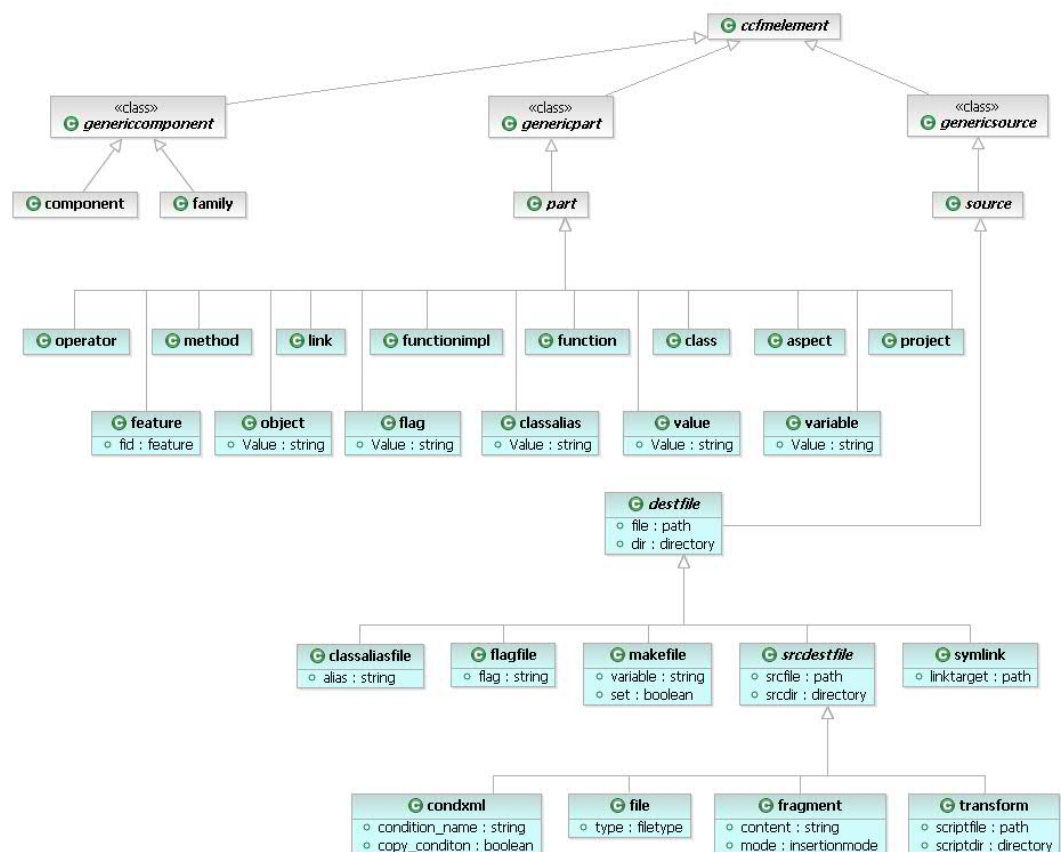 C ccfmelement
«class»
C genericcomponent
«class»
C genericpart
«class»
C genericsource
C component
C family
C part
C source
C operator
C method
C link
C functionimpl
C function
C class
C aspect
C project
C feature
fid : feature
C object
Value : string
C flag
Value : string
C classalias
Value : string
C value
Value : string
C variable
Value : string
C destfile
file : path
dir : directory
C classaliasfile
alias : string
C flagfile
flag : string
C makefile
variable : string
set : boolean
C srcdestfile
srcfile : path
srcdir : directory
C symlink
linktarget : path
C condxml
condition_name : string
copy_conditon : boolean
C file
type : filetype
C fragment
content : string
mode : insertionmode
C transform
scriptfile : path
scriptdir : directory